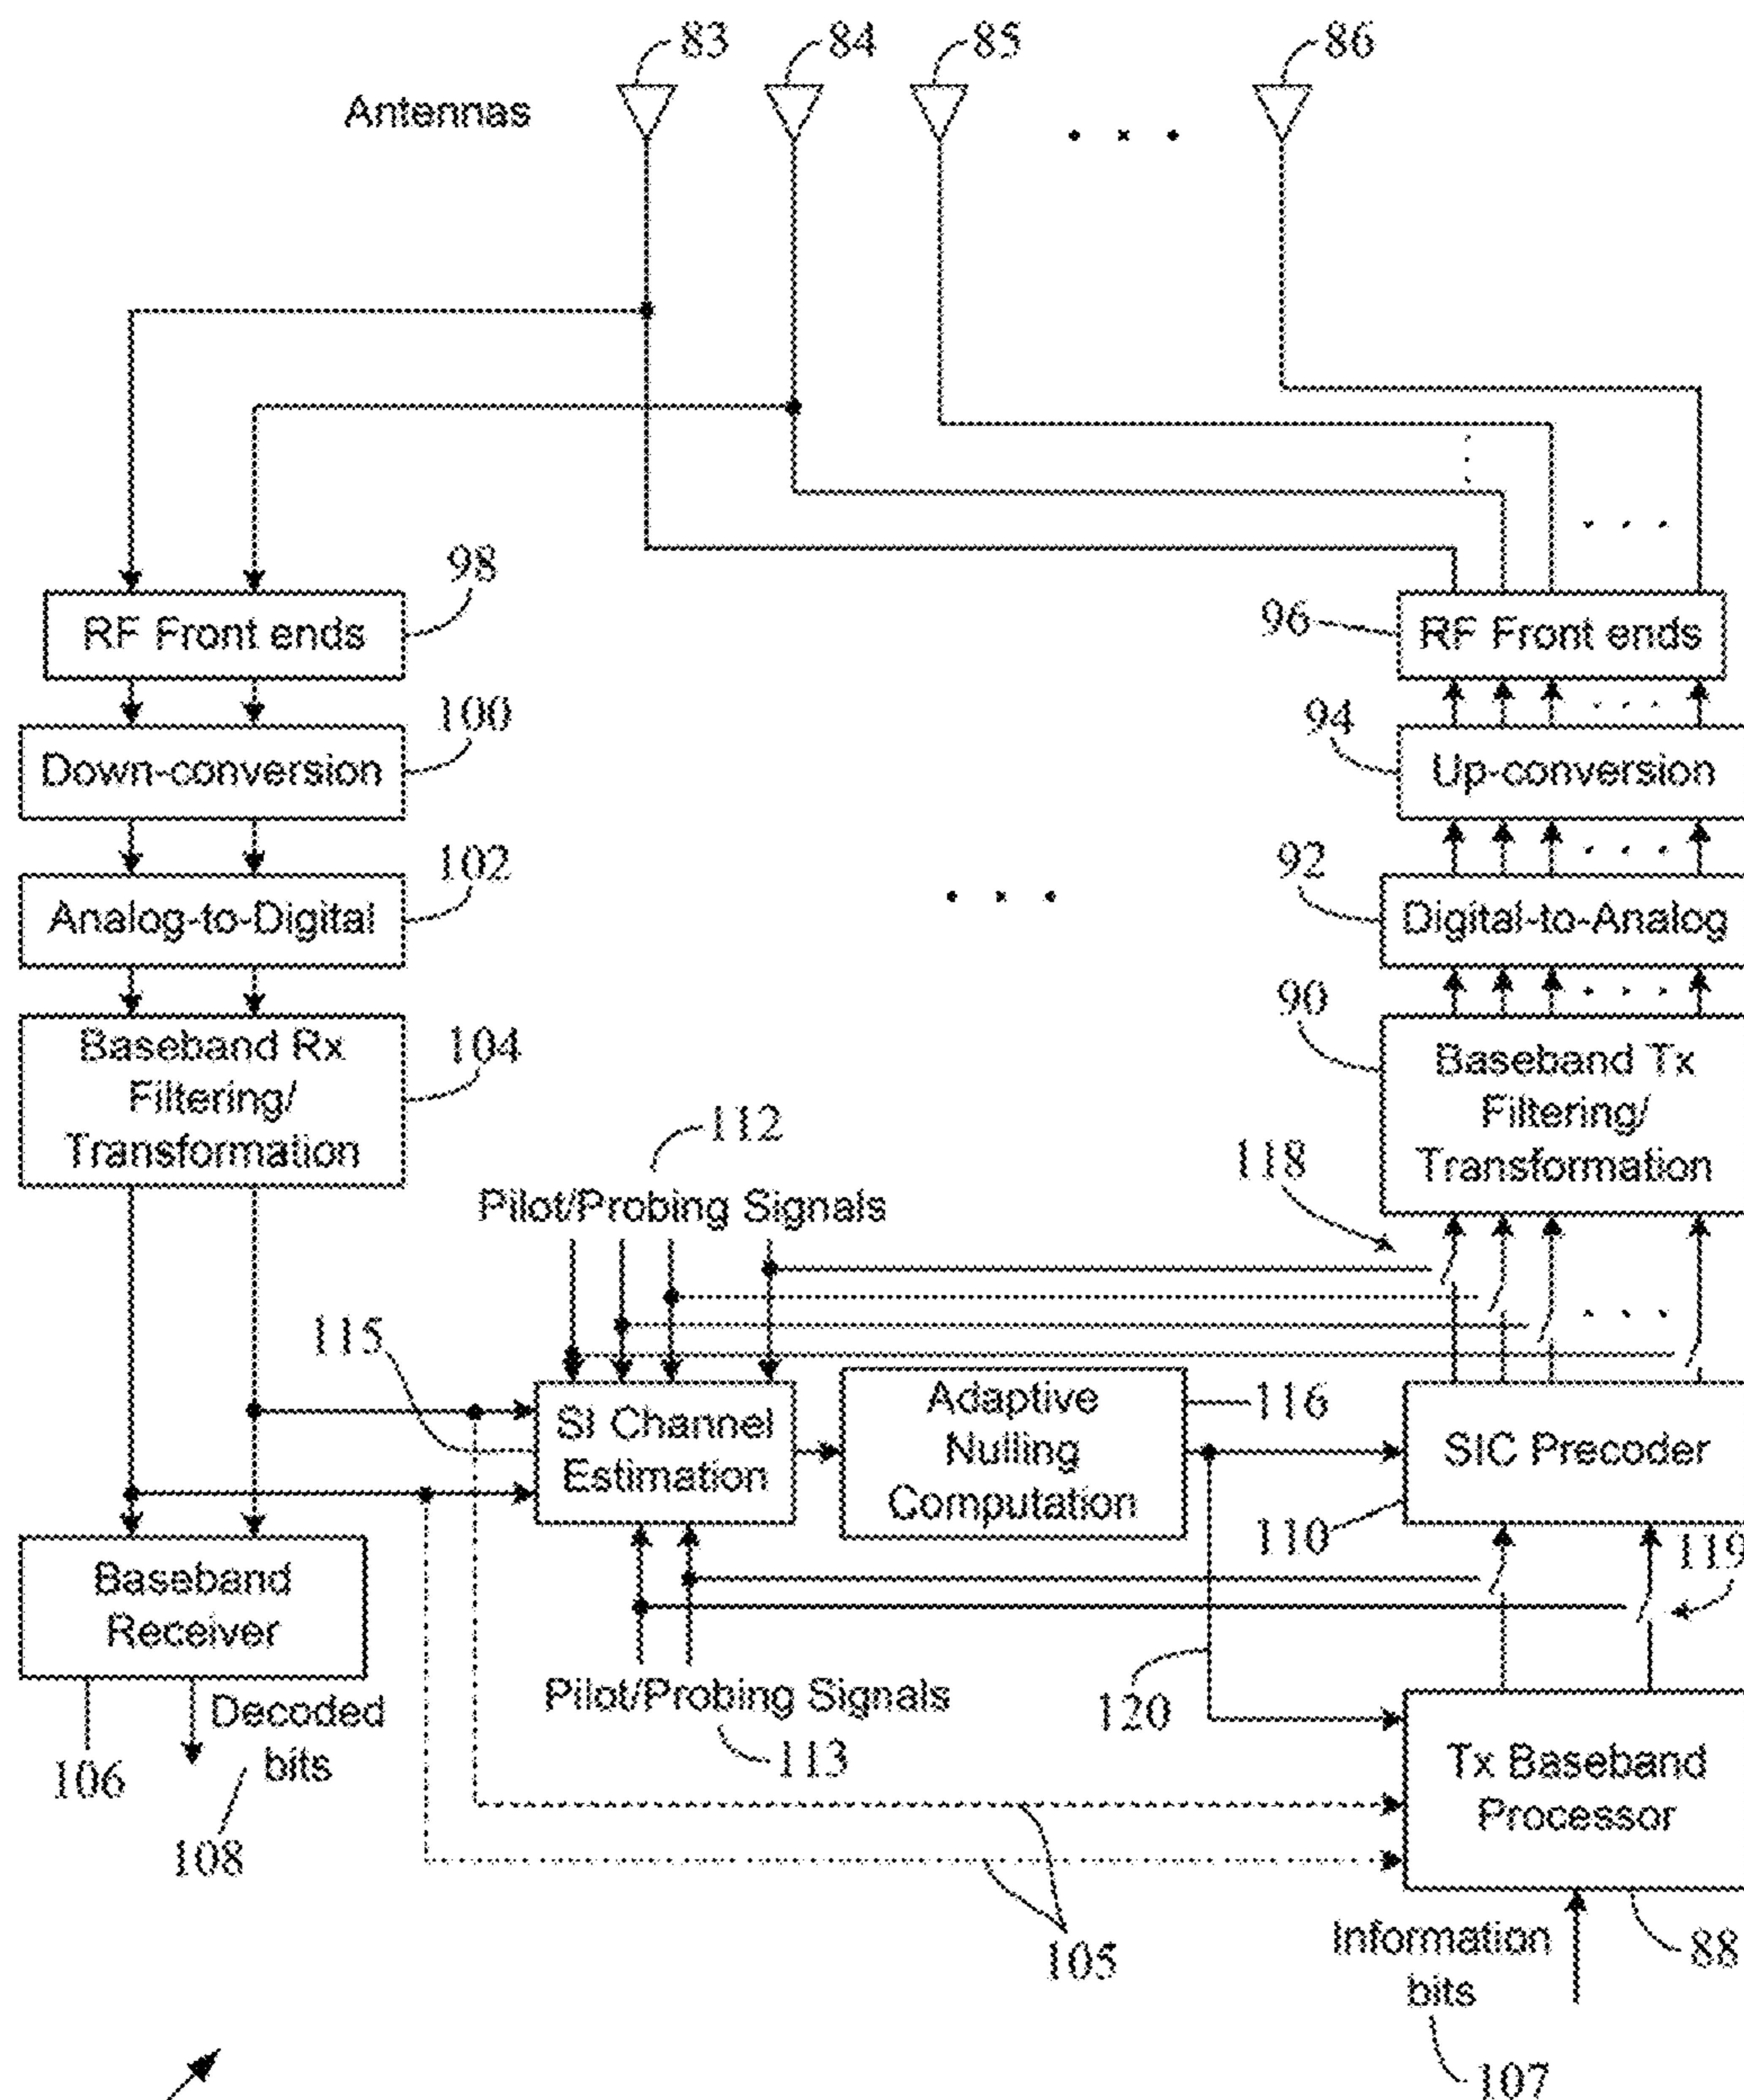 83
84
85
86
Antennas
98
RF Front ends
96
RF Front ends
100
Down-conversion
94
Up-conversion
102
Analog-to-Digital
92
Digital-to-Analog
90
Baseband Rx
Filtering/
Transformation
104
Baseband Tx
Filtering/
Transformation
112
Pilot/Probing Signals
118
115
SI Channel
Estimation
Adaptive
Nulling
Computation
116
SIC Precoder
110
119
Baseband
Receiver
Pilot/Probing Signals
113
120
106
Decoded
bits
108
Tx Baseband
Processor
105
Information
bits
88
107